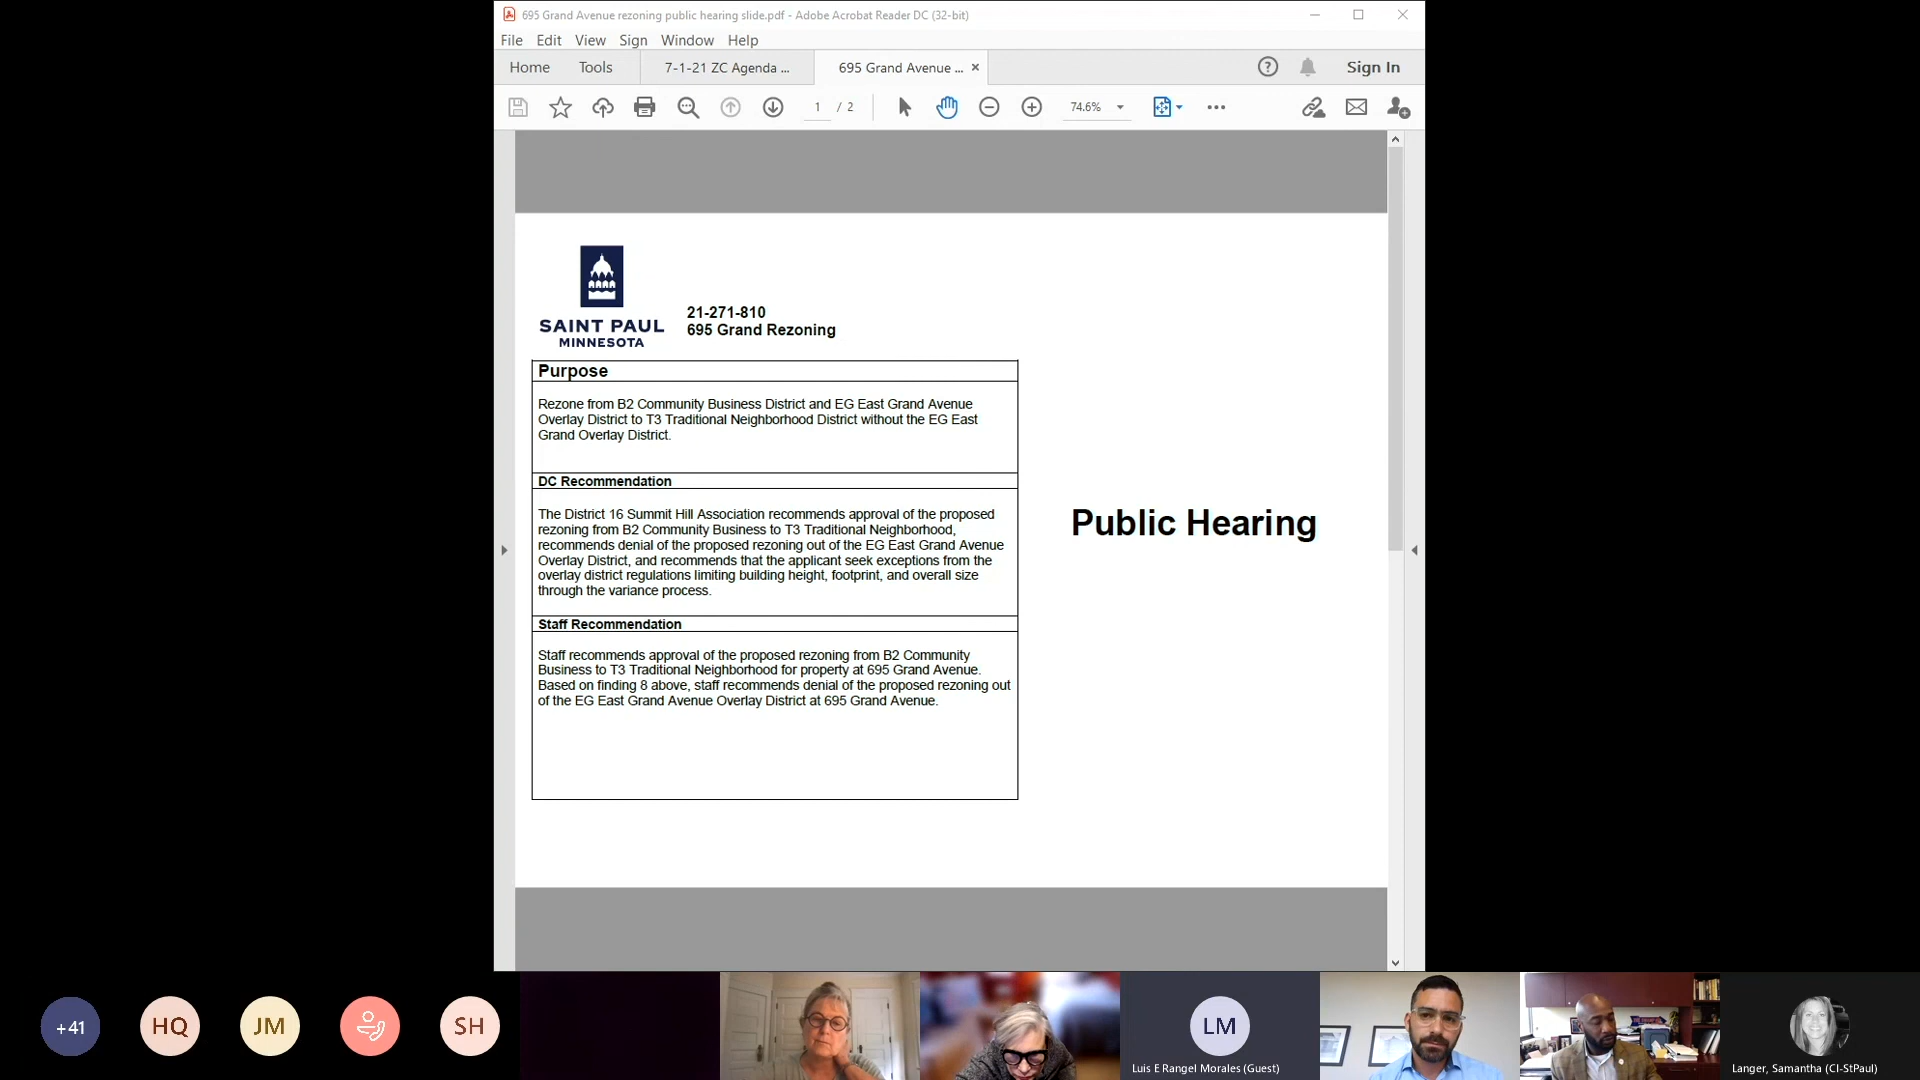 695 Grand Avenue rezoning public hearing slide.pdf - Adobe Acrobat Reader DC (32-bit)
File Edit View Sign Window Help
Home Tools 7-1-21 ZC Agenda ... 695 Grand Avenue ... Sign In
1 / 2 74.6%
SAINT PAUL
MINNESOTA
21-271-810
695 Grand Rezoning
Purpose
Rezone from B2 Community Business District and EG East Grand Avenue
Overlay District to T3 Traditional Neighborhood District without the EG East
Grand Overlay District.
DC Recommendation
The District 16 Summit Hill Association recommends approval of the proposed
rezoning from B2 Community Business to T3 Traditional Neighborhood,
recommends denial of the proposed rezoning out of the EG East Grand Avenue
Overlay District, and recommends that the applicant seek exceptions from the
overlay district regulations limiting building height, footprint, and overall size
through the variance process.
Staff Recommendation
Staff recommends approval of the proposed rezoning from B2 Community
Business to T3 Traditional Neighborhood for property at 695 Grand Avenue.
Based on finding 8 above, staff recommends denial of the proposed rezoning out
of the EG East Grand Avenue Overlay District at 695 Grand Avenue.
Public Hearing
+41 HQ JM SH LM
Luis E Rangel Morales (Guest)
Langer, Samantha (CI-StPaul)